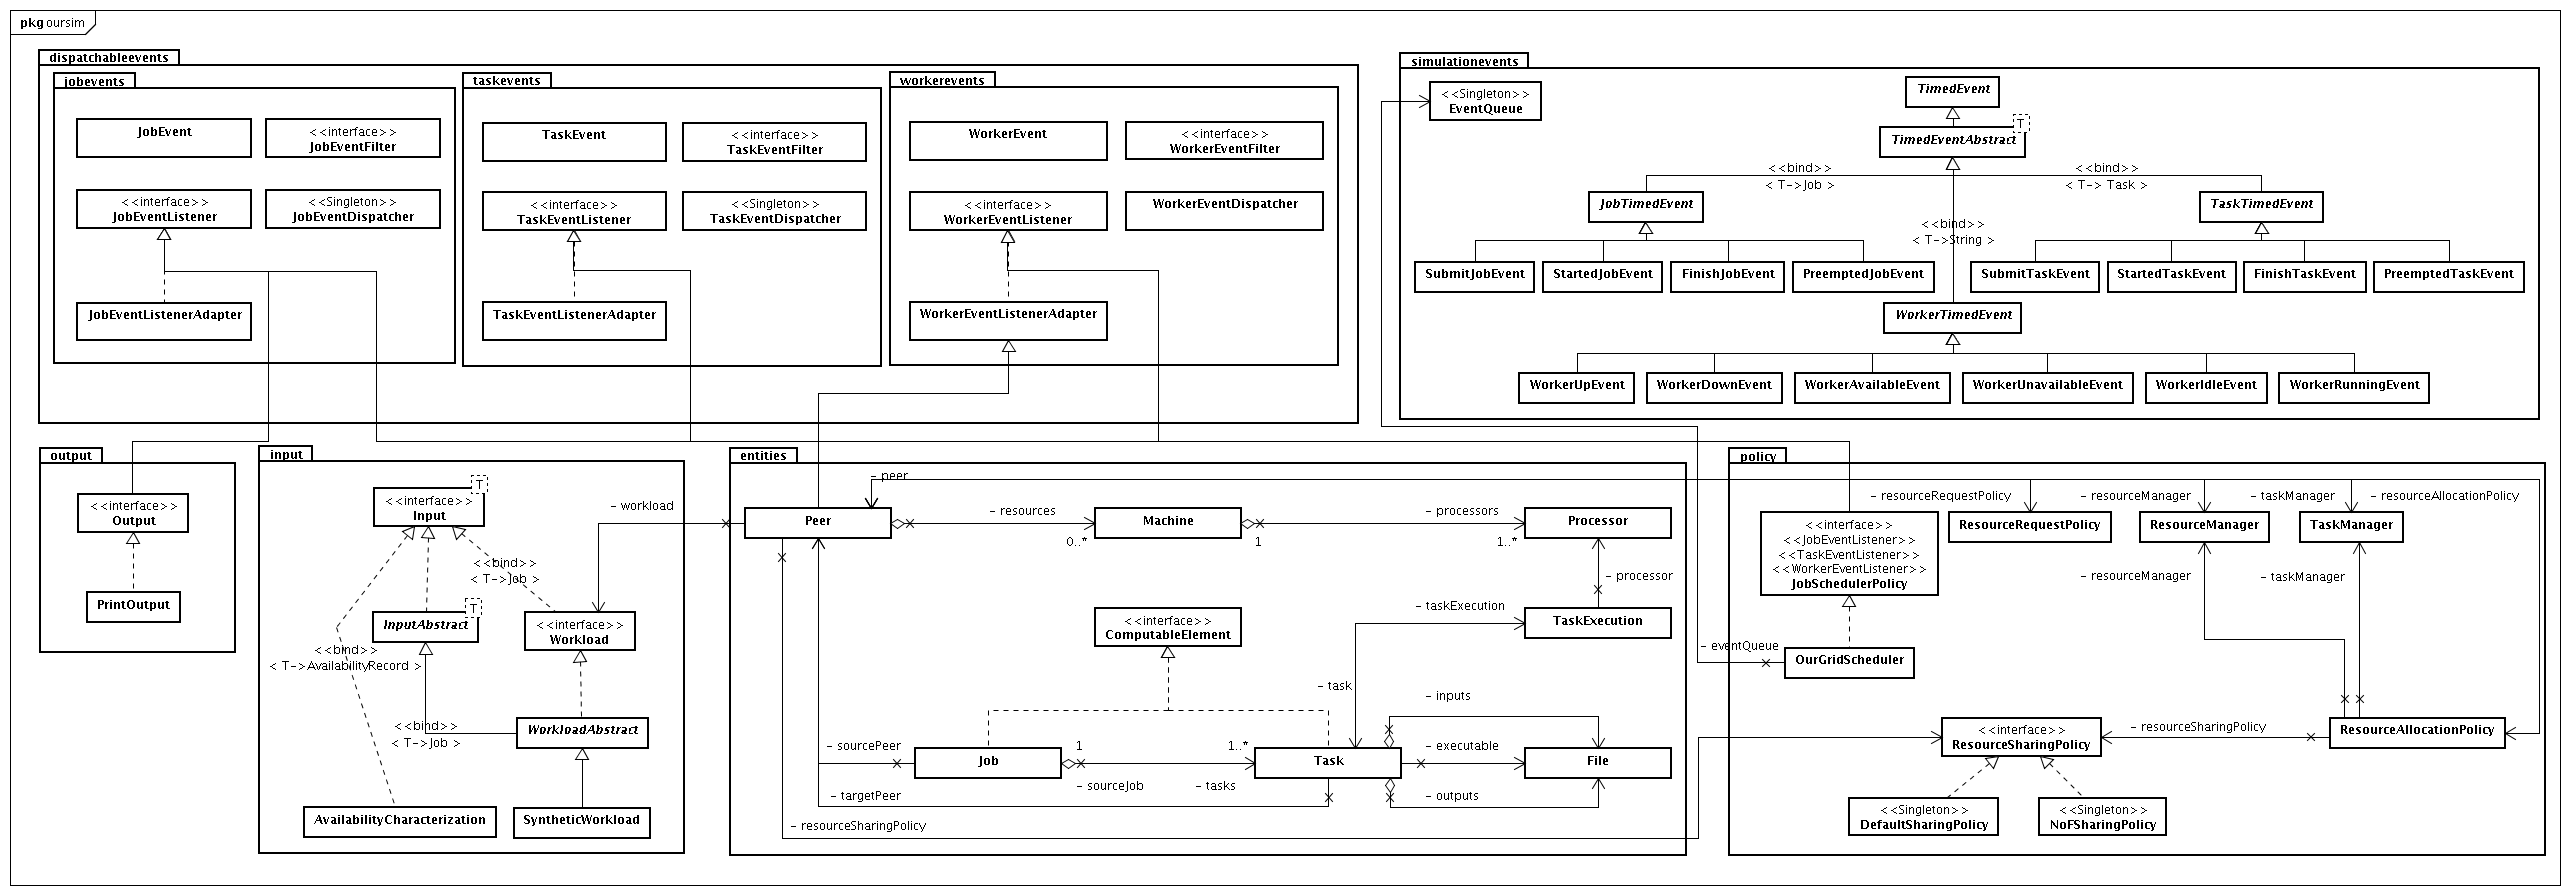 pkg oursim
dispatchableevents
jobevents
JobEvent
<<interface>>
JobEventFilter
<<interface>>
JobEventListener
<<Singleton>>
JobEventDispatcher
JobEventListenerAdapter
taskevents
TaskEvent
<<interface>>
TaskEventFilter
<<interface>>
TaskEventListener
<<Singleton>>
TaskEventDispatcher
TaskEventListenerAdapter
workerevents
WorkerEvent
<<interface>>
WorkerEventFilter
<<interface>>
WorkerEventListener
WorkerEventDispatcher
WorkerEventListenerAdapter
simulationevents
<<Singleton>>
EventQueue
TimedEvent
T
TimedEventAbstract
<<bind>>
< T->Job >
<<bind>>
< T-> Task >
JobTimedEvent
<<bind>>
< T->String >
TaskTimedEvent
SubmitJobEvent
StartedJobEvent
FinishJobEvent
PreemptedJobEvent
SubmitTaskEvent
StartedTaskEvent
FinishTaskEvent
PreemptedTaskEvent
WorkerTimedEvent
WorkerUpEvent
WorkerDownEvent
WorkerAvailableEvent
WorkerUnavailableEvent
WorkerIdleEvent
WorkerRunningEvent
output
<<interface>>
Output
PrintOutput
input
T
<<interface>>
Input
<<bind>>
< T->Job >
T
InputAbstract
<<interface>>
Workload
<<bind>>
< T->AvailabilityRecord >
<<bind>>
< T->Job >
WorkloadAbstract
AvailabilityCharacterization
SyntheticWorkload
- workload
entities
- peer
Peer
- resources
0..*
Machine
- processors
1
1..*
Processor
- processor
<<interface>>
ComputableElement
- taskExecution
TaskExecution
- task
- inputs
- sourcePeer
Job
1
1..*
- sourceJob
- tasks
Task
- executable
File
- targetPeer
- outputs
- resourceSharingPolicy
policy
- resourceRequestPolicy
- resourceManager
- taskManager
- resourceAllocationPolicy
<<interface>>
<<JobEventListener>>
<<TaskEventListener>>
<<WorkerEventListener>>
JobSchedulerPolicy
ResourceRequestPolicy
ResourceManager
TaskManager
- resourceManager
- taskManager
- eventQueue
OurGridScheduler
<<interface>>
ResourceSharingPolicy
- resourceSharingPolicy
ResourceAllocationPolicy
<<Singleton>>
DefaultSharingPolicy
<<Singleton>>
NoFSharingPolicy